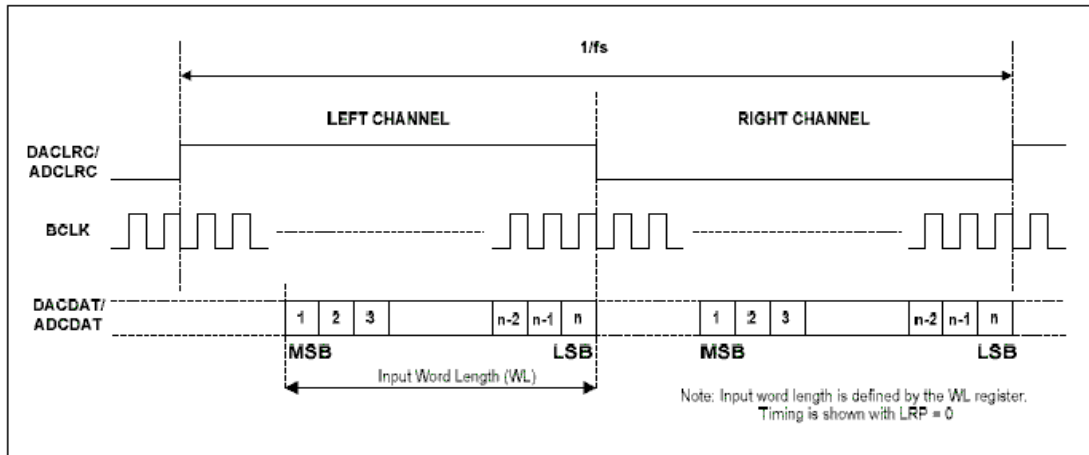 1/fs
LEFT CHANNEL
RIGHT CHANNEL
DACLRC/
ADCLRC
BCLK
DACDAT/
ADCDAT
1 2 3 n-2 n-1 n 1 2 3 n-2 n-1 n
MSB LSB MSB LSB
Input Word Length (WL)
Note: Input word length is defined by the WL register.
Timing is shown with LRP = 0